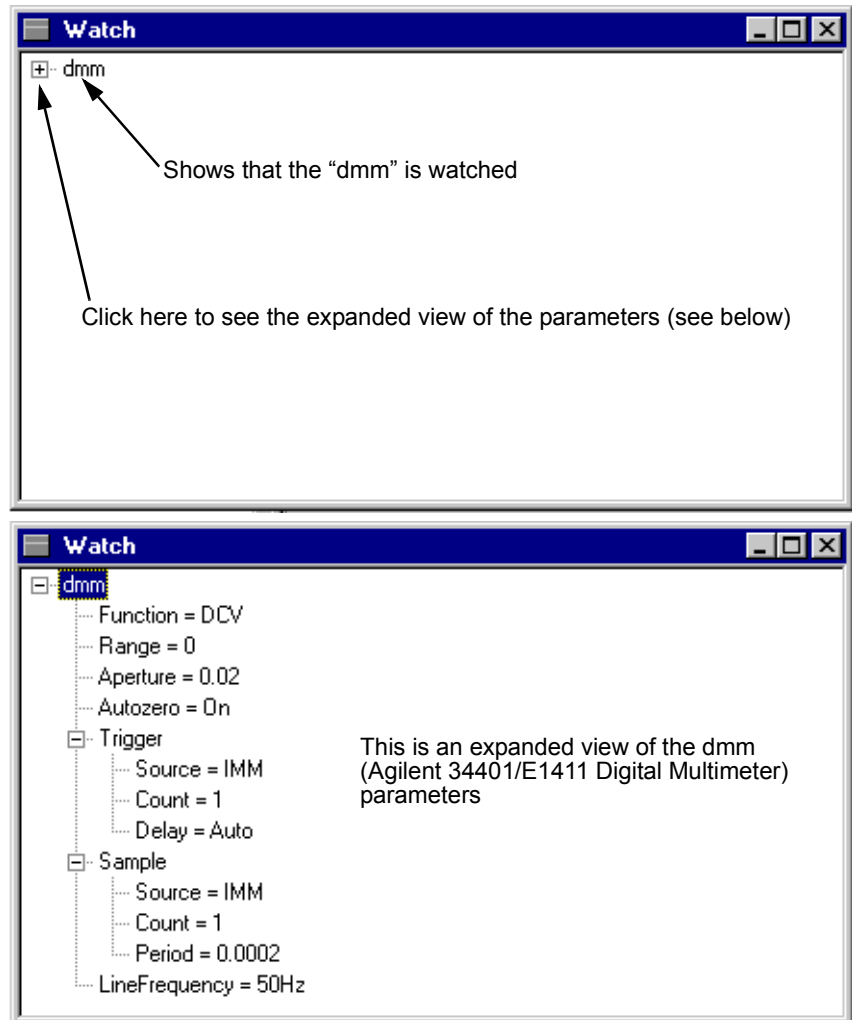 Watch
dmm
Shows that the “dmm” is watched
Click here to see the expanded view of the parameters (see below)
Watch
dmm
Function = DCV
Range = 0
Aperture = 0.02
Autozero = On
Trigger
Source = IMM
Count = 1
Delay = Auto
Sample
Source = IMM
Count = 1
Period = 0.0002
LineFrequency = 50Hz
This is an expanded view of the dmm
(Agilent 34401/E1411 Digital Multimeter)
parameters